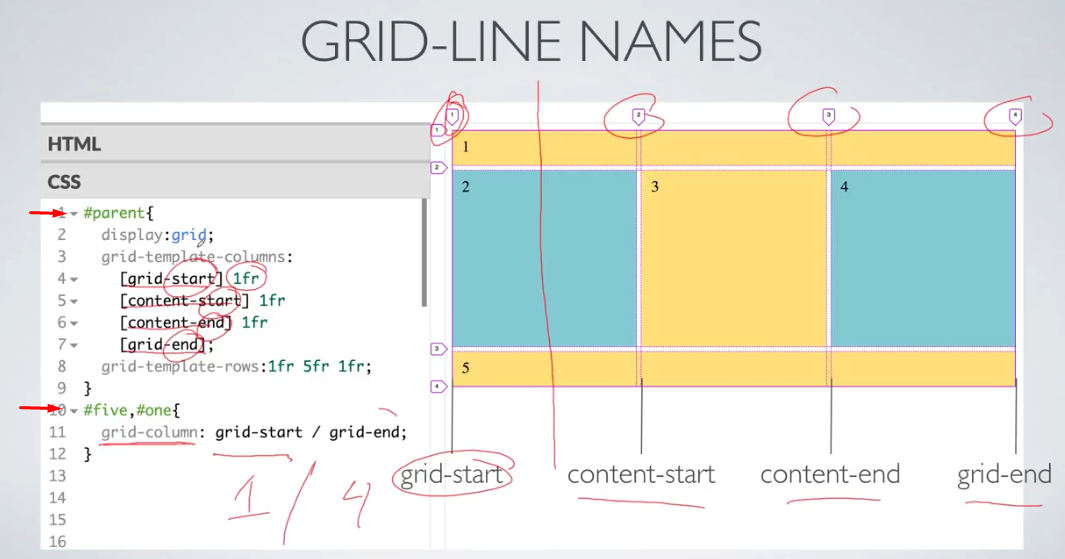 GRID-LINE NAMES
HTML
CSS
1 #parent{
2 display:grid;
3 grid-template-columns:
4 [grid-start] 1fr
5 [content-start] 1fr
6 [content-end] 1fr
7 [grid-end];
8 grid-template-rows:1fr 5fr 1fr;
9 }
10 #five,#one{
11 grid-column: grid-start / grid-end;
12 }
13
14
15
16
1 / 4
1 2 3 4
1
1
2
2 3 4
3
5
4
grid-start content-start content-end grid-end